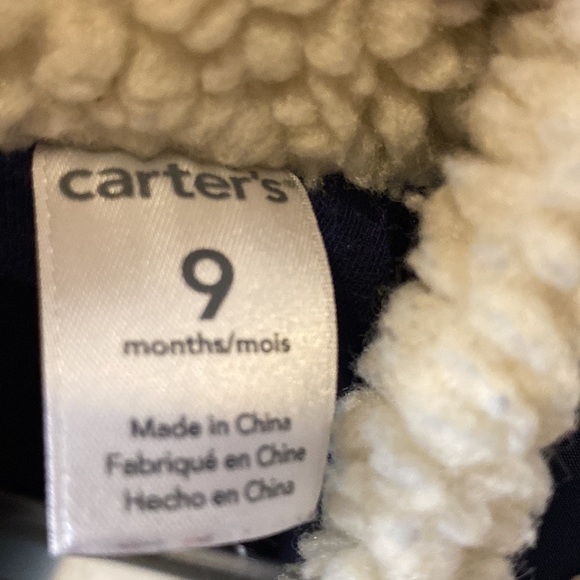 carter's
9
months/mois
Made in China
Fabriqué en Chine
Hecho en China